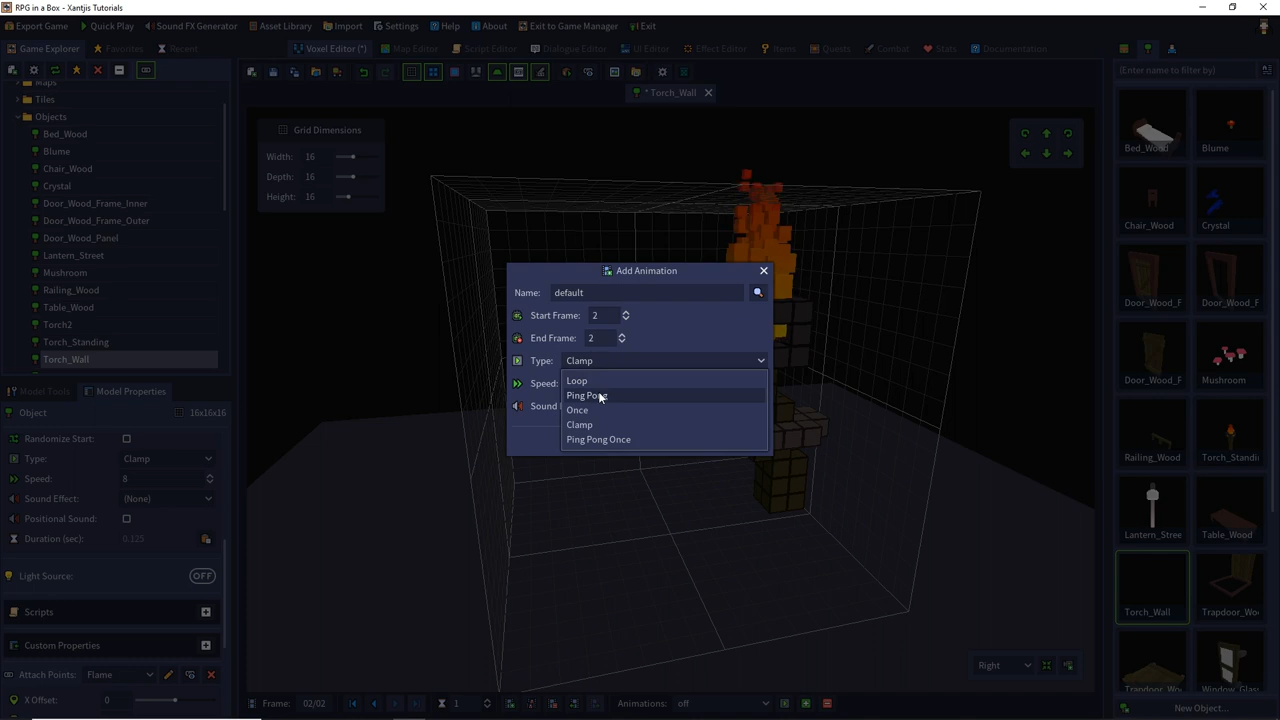 RPG in a Box - Xantjis Tutorials
Export Game Quick Play Sound FX Generator Asset Library Import Settings Help About Exit to Game Manager Exit
Game Explorer Favorites Recent Voxel Editor (*) Map Editor Script Editor Dialogue Editor UI Editor Effect Editor Items Quests Combat Stats Documentation
(Enter name to filter by)
* Torch_Wall
Maps
Tiles
Objects
Bed_Wood
Blume
Chair_Wood
Crystal
Door_Wood_Frame_Inner
Door_Wood_Frame_Outer
Door_Wood_Panel
Lantern_Street
Mushroom
Railing_Wood
Table_Wood
Torch2
Torch_Standing
Torch_Wall
Model Tools Model Properties
Object 16x16x16
Randomize Start:
Type: Clamp
Speed: 8
Sound Effect: (None)
Positional Sound:
Duration (sec): 0.125
Light Source: OFF
Scripts
Custom Properties
Attach Points: Flame
X Offset: 0
Grid Dimensions
Width: 16
Depth: 16
Height: 16
Add Animation
Name: default
Start Frame: 2
End Frame: 2
Type: Clamp
Speed:
Sound
Loop
Ping Pong
Once
Clamp
Ping Pong Once
Right
Frame: 02/02 1 Animations: off
Bed_Wood Blume
Chair_Wood Crystal
Door_Wood_F Door_Wood_F
Door_Wood_F Mushroom
Railing_Wood Torch_Standin
Lantern_Stree Table_Wood
Torch_Wall Trapdoor_Woo
Trapdoor_Woo Window_Glass
New Object...